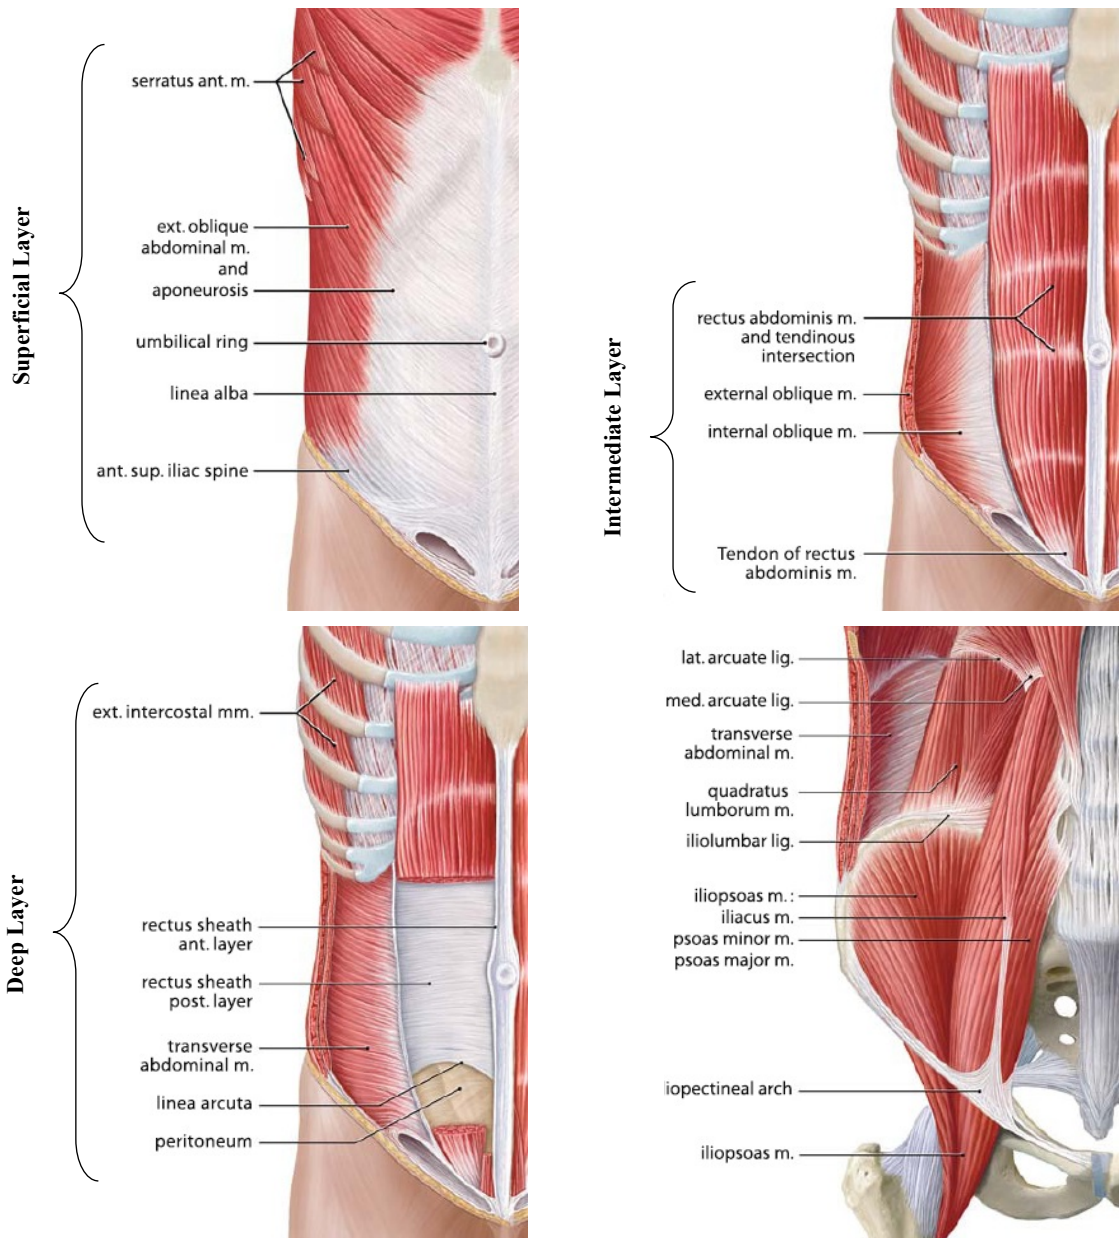 Superficial Layer
serratus ant. m.
ext. oblique
abdominal m.
and
aponeurosis
umbilical ring
linea alba
ant. sup. iliac spine
Intermediate Layer
rectus abdominis m.
and tendinous
intersection
external oblique m.
internal oblique m.
Tendon of rectus
abdominis m.
Deep Layer
ext. intercostal mm.
rectus sheath
ant. layer
rectus sheath
post. layer
transverse
abdominal m.
linea arcuta
peritoneum
lat. arcuate lig.
med. arcuate lig.
transverse
abdominal m.
quadratus
lumborum m.
iliolumbar lig.
iliopsoas m. :
iliacus m.
psoas minor m.
psoas major m.
iopectineal arch
iliopsoas m.